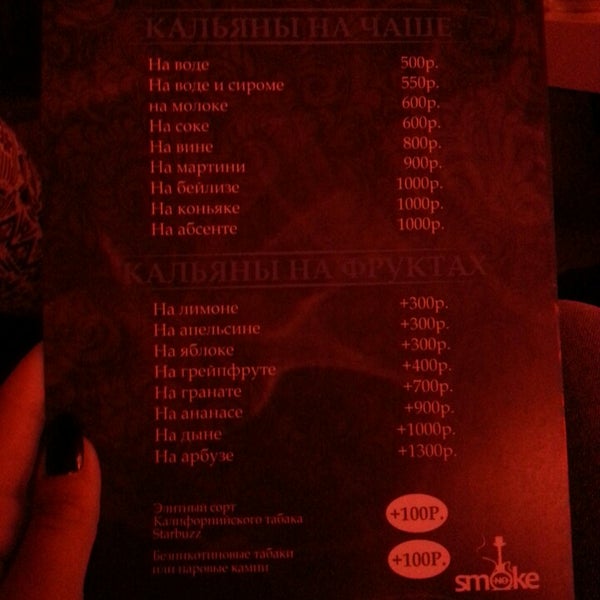 КАЛЬЯНЫ НА ЧАШЕ
На воде 500р.
На воде и сиропе 550р.
на молоке 600р.
На соке 600р.
На вине 800р.
На мартини 900р.
На бейлизе 1000р.
На коньяке 1000р.
На абсенте 1000р.
КАЛЬЯНЫ НА ФРУКТАХ
На лимоне +300р.
На апельсине +300р.
На яблоке +300р.
На грейпфруте +400р.
На гранате +700р.
На ананасе +900р.
На дыне +1000р.
На арбузе +1300р.
Элитный сорт
Калифорнийского табака
Starbuzz
+100Р.
Безникотиновые табаки
или паровые камни
+100Р.
smoke
NO